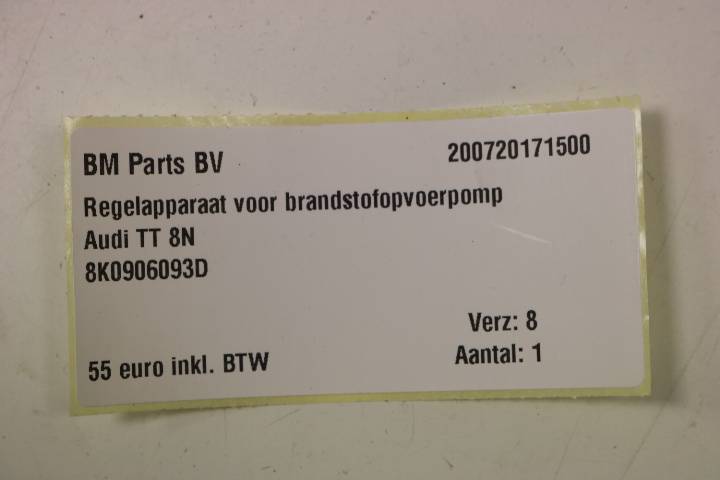 BM Parts BV 200720171500
Regelapparaat voor brandstofopvoerpomp
Audi TT 8N
8K0906093D
Verz: 8
55 euro inkl. BTW Aantal: 1